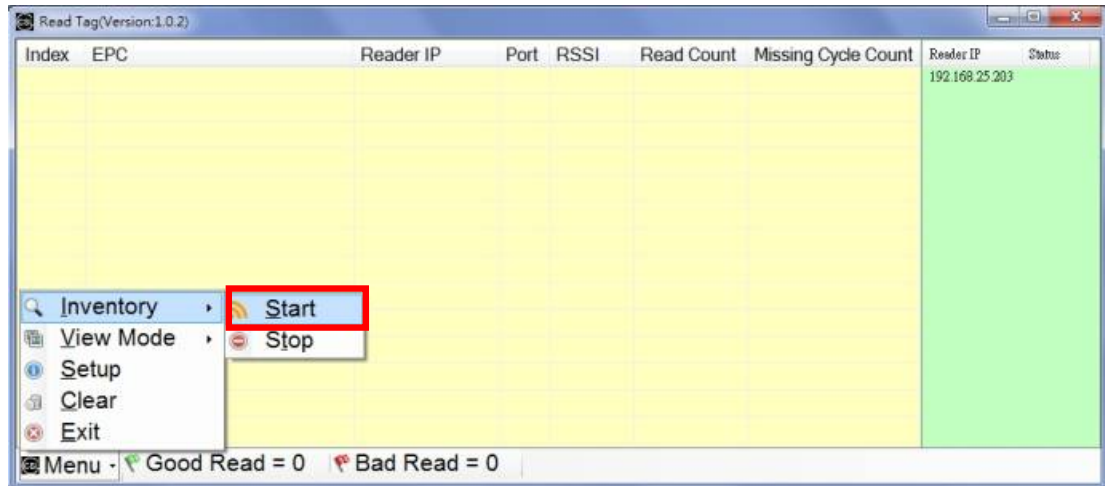 Read Tag(Version:1.0.2)
Index EPC Reader IP Port RSSI Read Count Missing Cycle Count Reader IP Status
192.168.25.203
Inventory Start
View Mode Stop
Setup
Clear
Exit
Menu Good Read = 0 Bad Read = 0